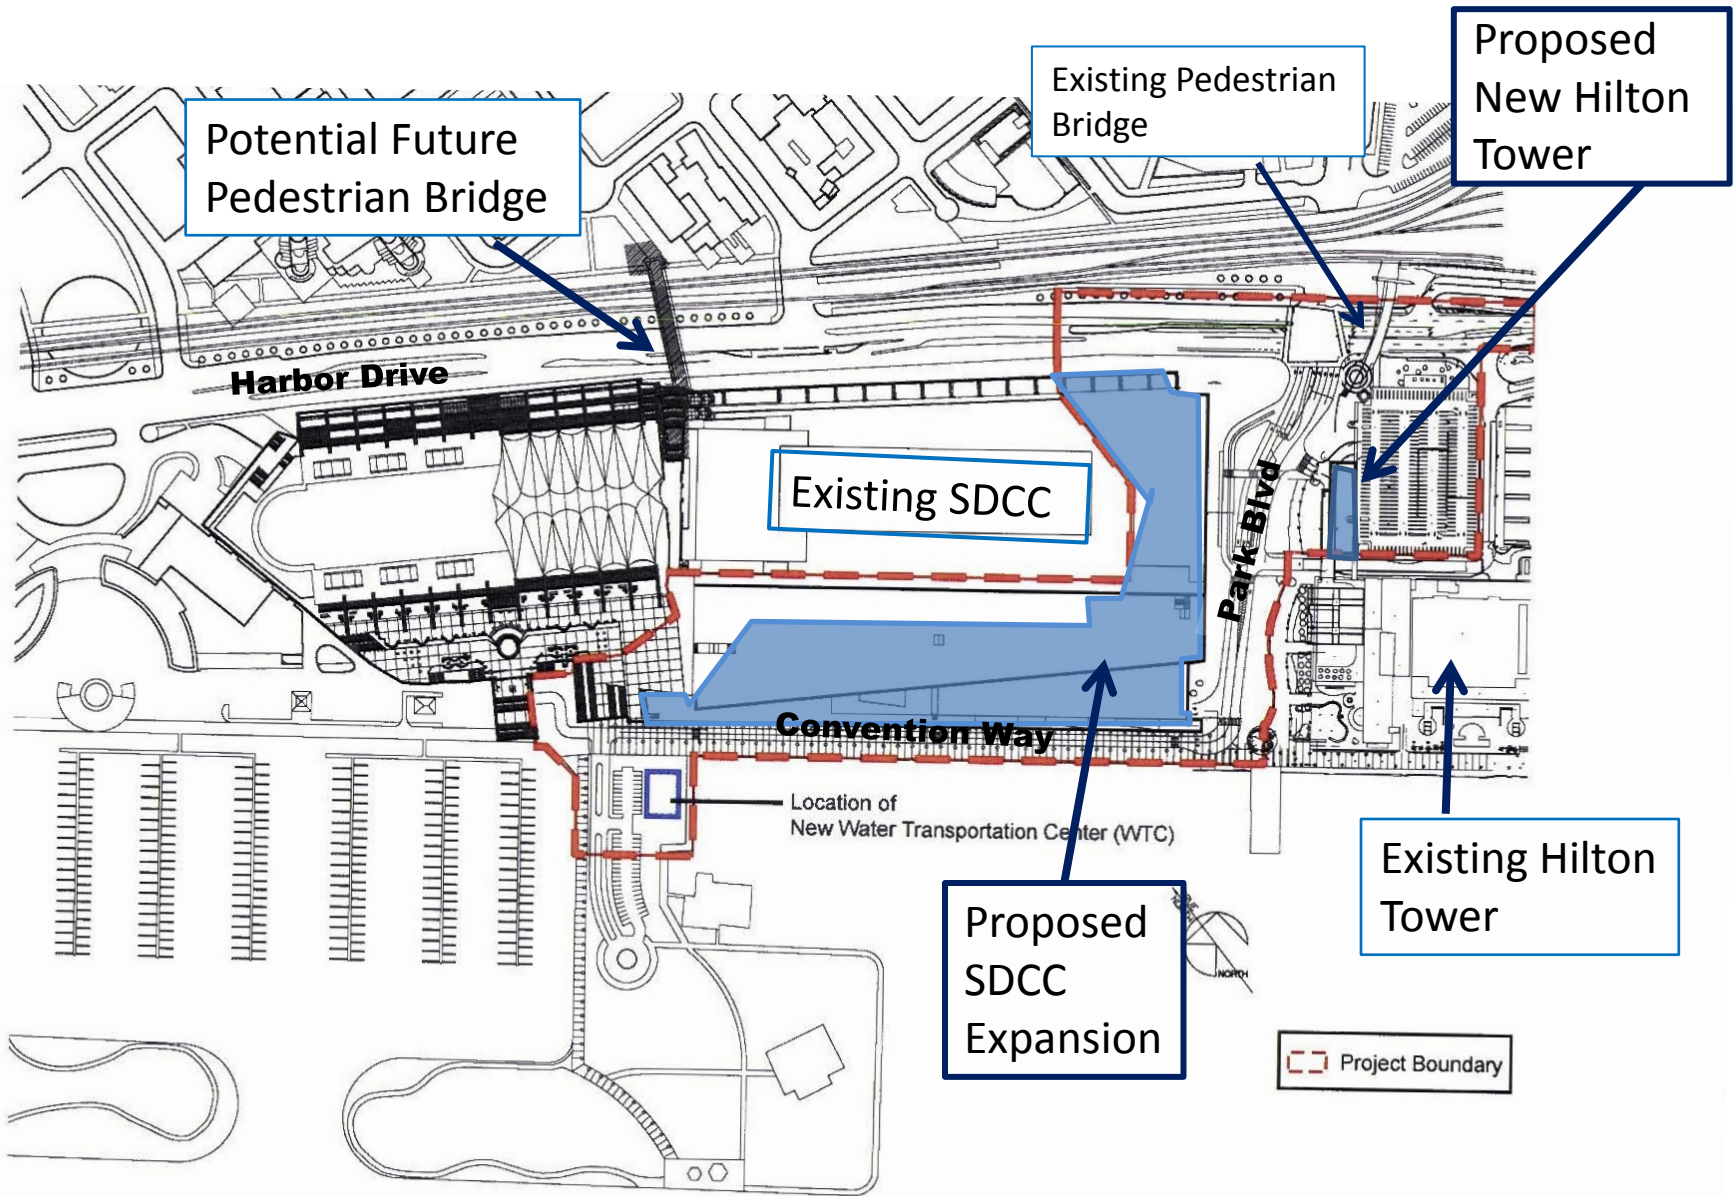 Proposed
New Hilton
Tower
Existing Pedestrian
Bridge
Potential Future
Pedestrian Bridge
Harbor Drive
Existing SDCC
Park Blvd
Convention Way
Location of
New Water Transportation Center (WTC)
Existing Hilton
Tower
Proposed
SDCC
Expansion
NORTH
Project Boundary